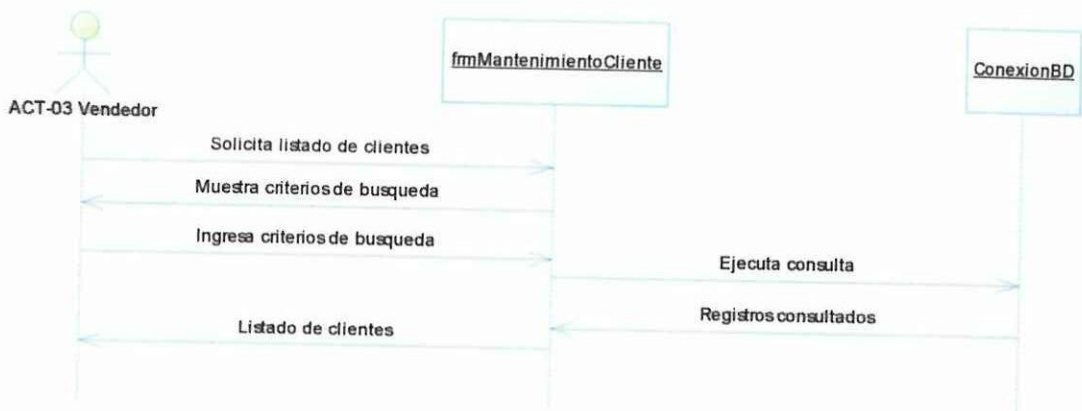 frmMantenimientoCliente
ConexionBD
ACT-03 Vendedor
Solicita listado de clientes
Muestra criterios de busqueda
Ingresa criterios de busqueda
Ejecuta consulta
Registros consultados
Listado de clientes